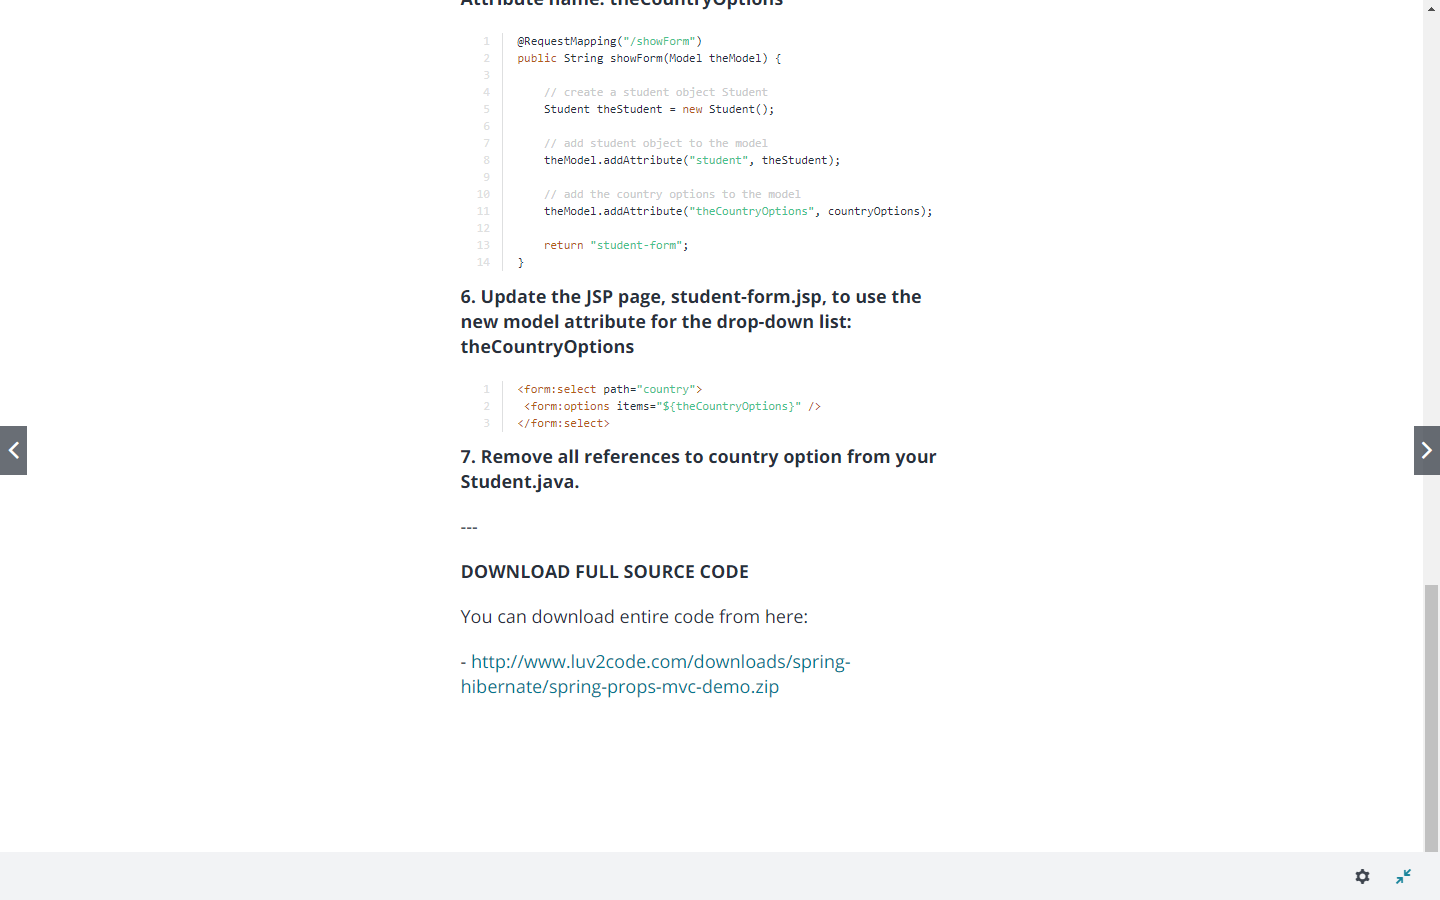 Attribute name: theCountryOptions
1 @RequestMapping("/showForm")
2 public String showForm(Model theModel) {
3
4 // create a student object Student
5 Student theStudent = new Student();
6
7 // add student object to the model
8 theModel.addAttribute("student", theStudent);
9
10 // add the country options to the model
11 theModel.addAttribute("theCountryOptions", countryOptions);
12
13 return "student-form";
14 }
6. Update the JSP page, student-form.jsp, to use the
new model attribute for the drop-down list:
theCountryOptions
1 <form:select path="country">
2 <form:options items="${theCountryOptions}" />
3 </form:select>
7. Remove all references to country option from your
Student.java.
---
DOWNLOAD FULL SOURCE CODE
You can download entire code from here:
- http://www.luv2code.com/downloads/spring-
hibernate/spring-props-mvc-demo.zip